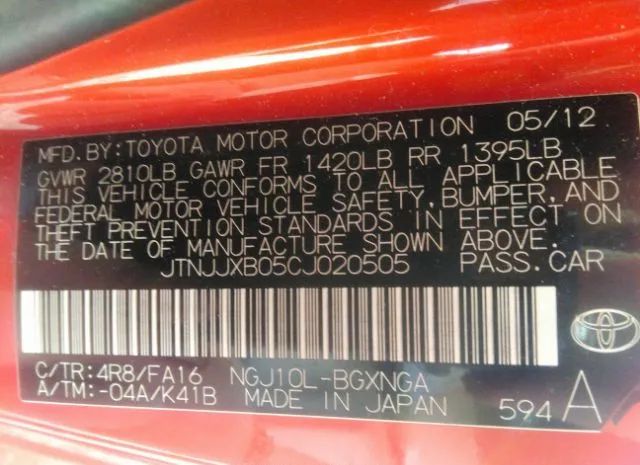 MFD. BY: TOYOTA MOTOR CORPORATION 05/12
GVWR 2810LB GAWR FR 1420LB RR 1395LB
THIS VEHICLE CONFORMS TO ALL APPLICABLE
FEDERAL MOTOR VEHICLE SAFETY, BUMPER, AND
THEFT PREVENTION STANDARDS IN EFFECT ON
THE DATE OF MANUFACTURE SHOWN ABOVE.
JTNJJXB05CJ020505 PASS. CAR
C/TR: 4R8/FA16 NGJ10L-BGXNGA
A/TM: -04A/K41B MADE IN JAPAN 594 A